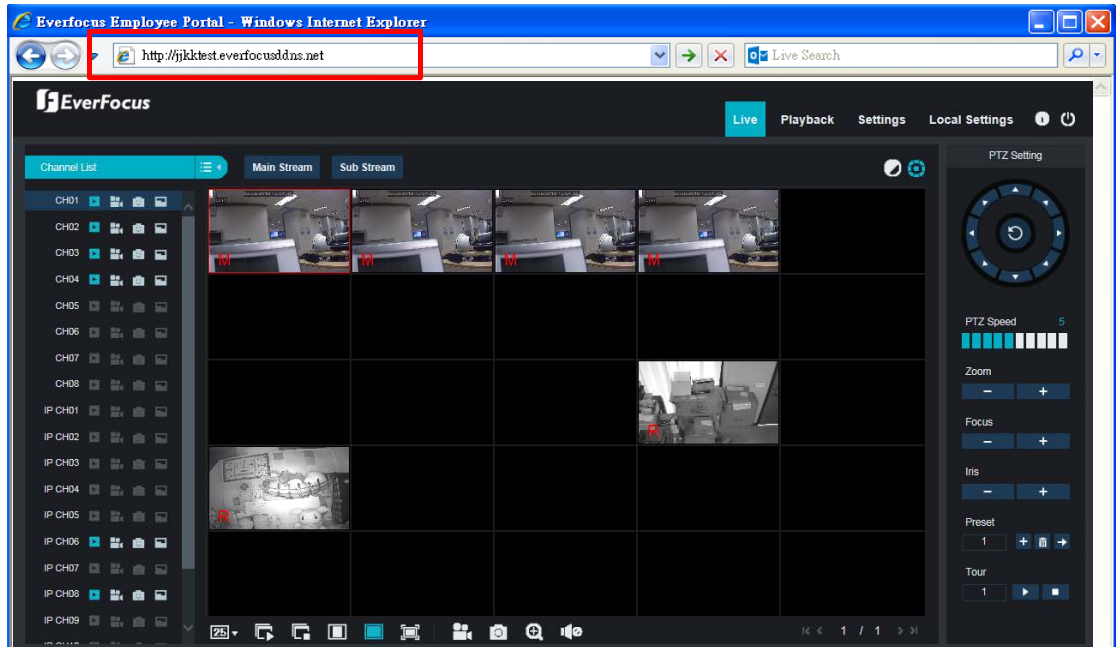 Everfocus Employee Portal - Windows Internet Explorer
http://jjkktest.everfocusddns.net
Live Search
EverFocus
Live Playback Settings Local Settings
Channel List
Main Stream Sub Stream
PTZ Setting
CH01
CH02
CH03
CH04
CH05
CH06
CH07
CH08
IP CH01
IP CH02
IP CH03
IP CH04
IP CH05
IP CH06
IP CH07
IP CH08
IP CH09
M
M
M
M
R
R
PTZ Speed 5
Zoom
Focus
Iris
Preset
1
Tour
1
25
1 / 1